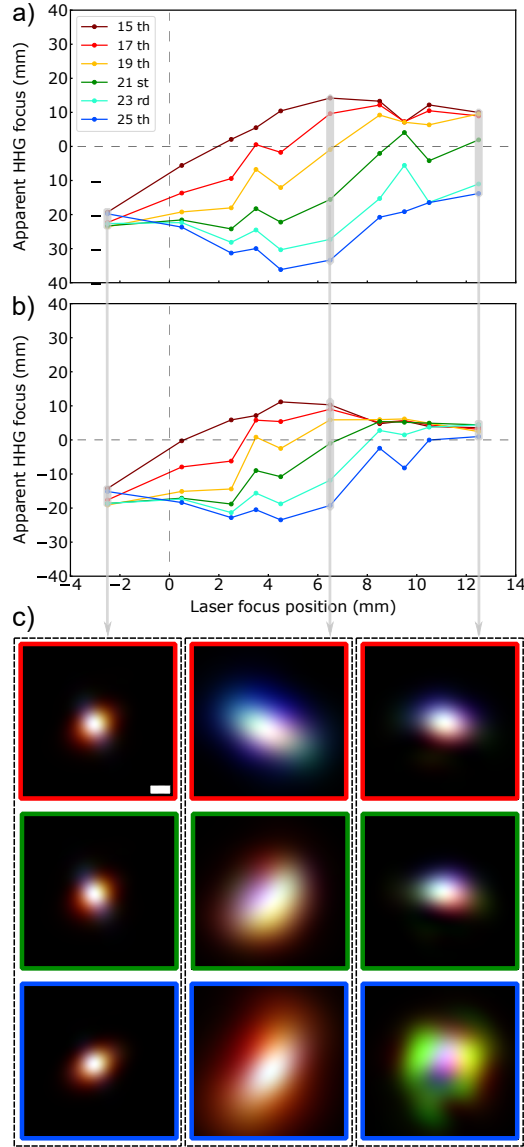 a)
40
30
20
10
0
10
20
30
40
Apparent HHG focus (mm)
15 th
17 th
19 th
21 st
23 rd
25 th
b)
40
30
20
10
0
−10
−20
−30
−40
Apparent HHG focus (mm)
−4 −2 0 2 4 6 8 10 12 14
Laser focus position (mm)
c)